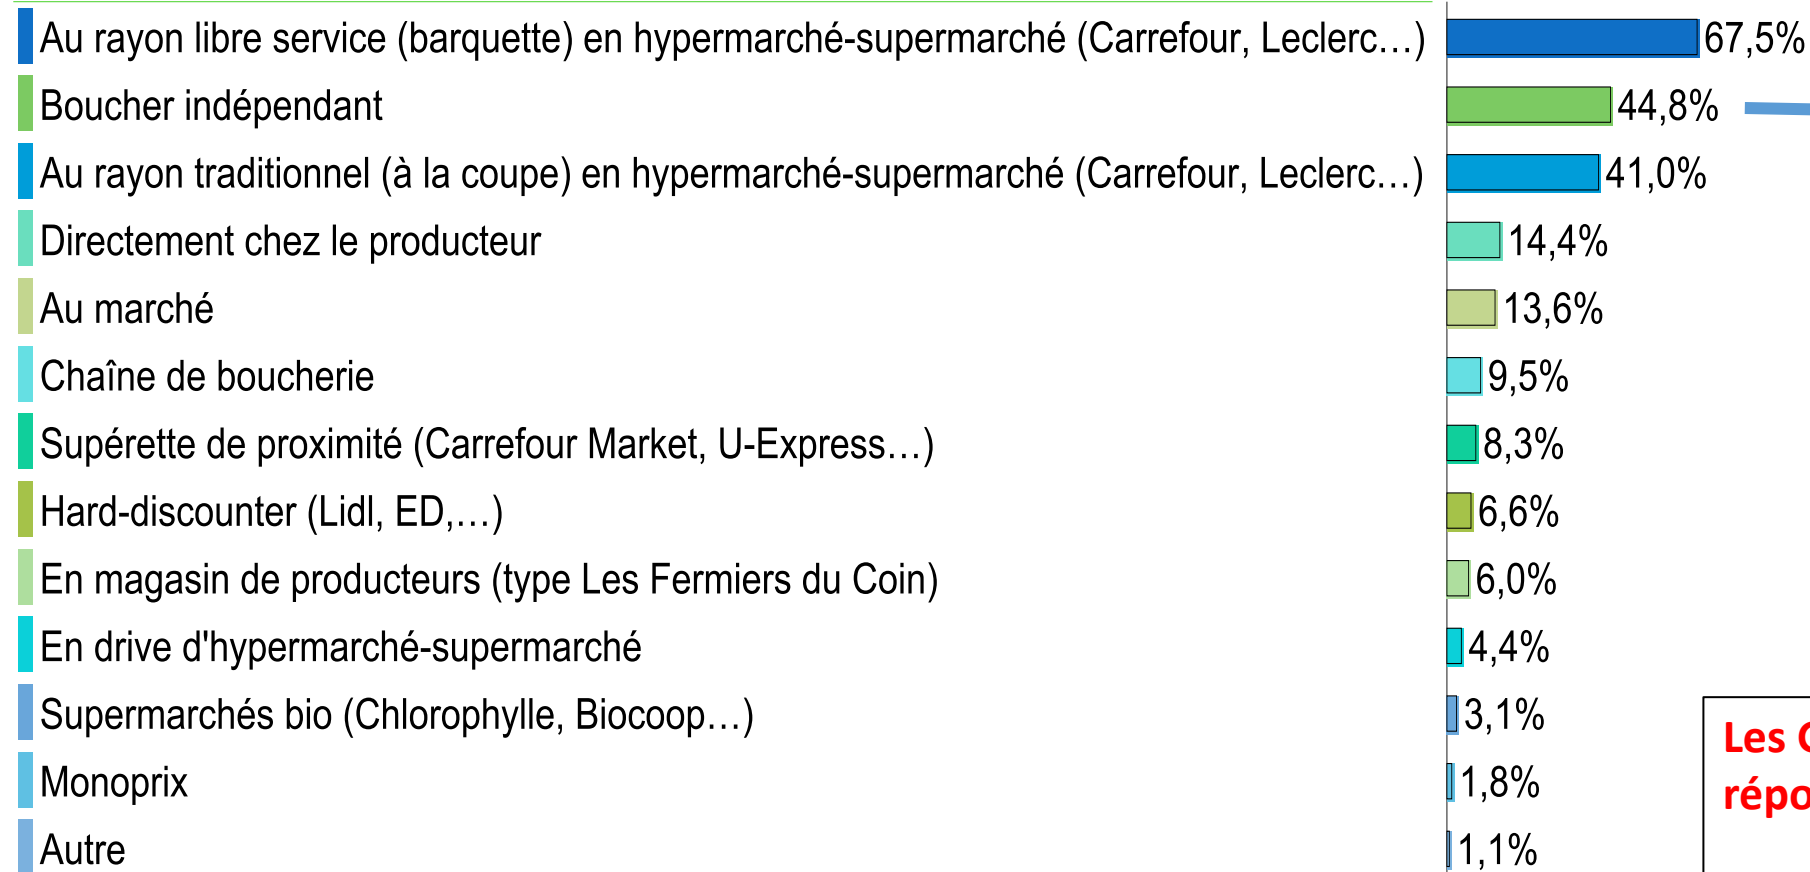 Au rayon libre service (barquette) en hypermarché-supermarché (Carrefour, Leclerc…) 67,5%
Boucher indépendant 44,8%
Au rayon traditionnel (à la coupe) en hypermarché-supermarché (Carrefour, Leclerc…) 41,0%
Directement chez le producteur 14,4%
Au marché 13,6%
Chaîne de boucherie 9,5%
Supérette de proximité (Carrefour Market, U-Express…) 8,3%
Hard-discounter (Lidl, ED,…) 6,6%
En magasin de producteurs (type Les Fermiers du Coin) 6,0%
En drive d'hypermarché-supermarché 4,4%
Supermarchés bio (Chlorophylle, Biocoop…) 3,1%
Les
Monoprix 1,8%
Autre 1,1%